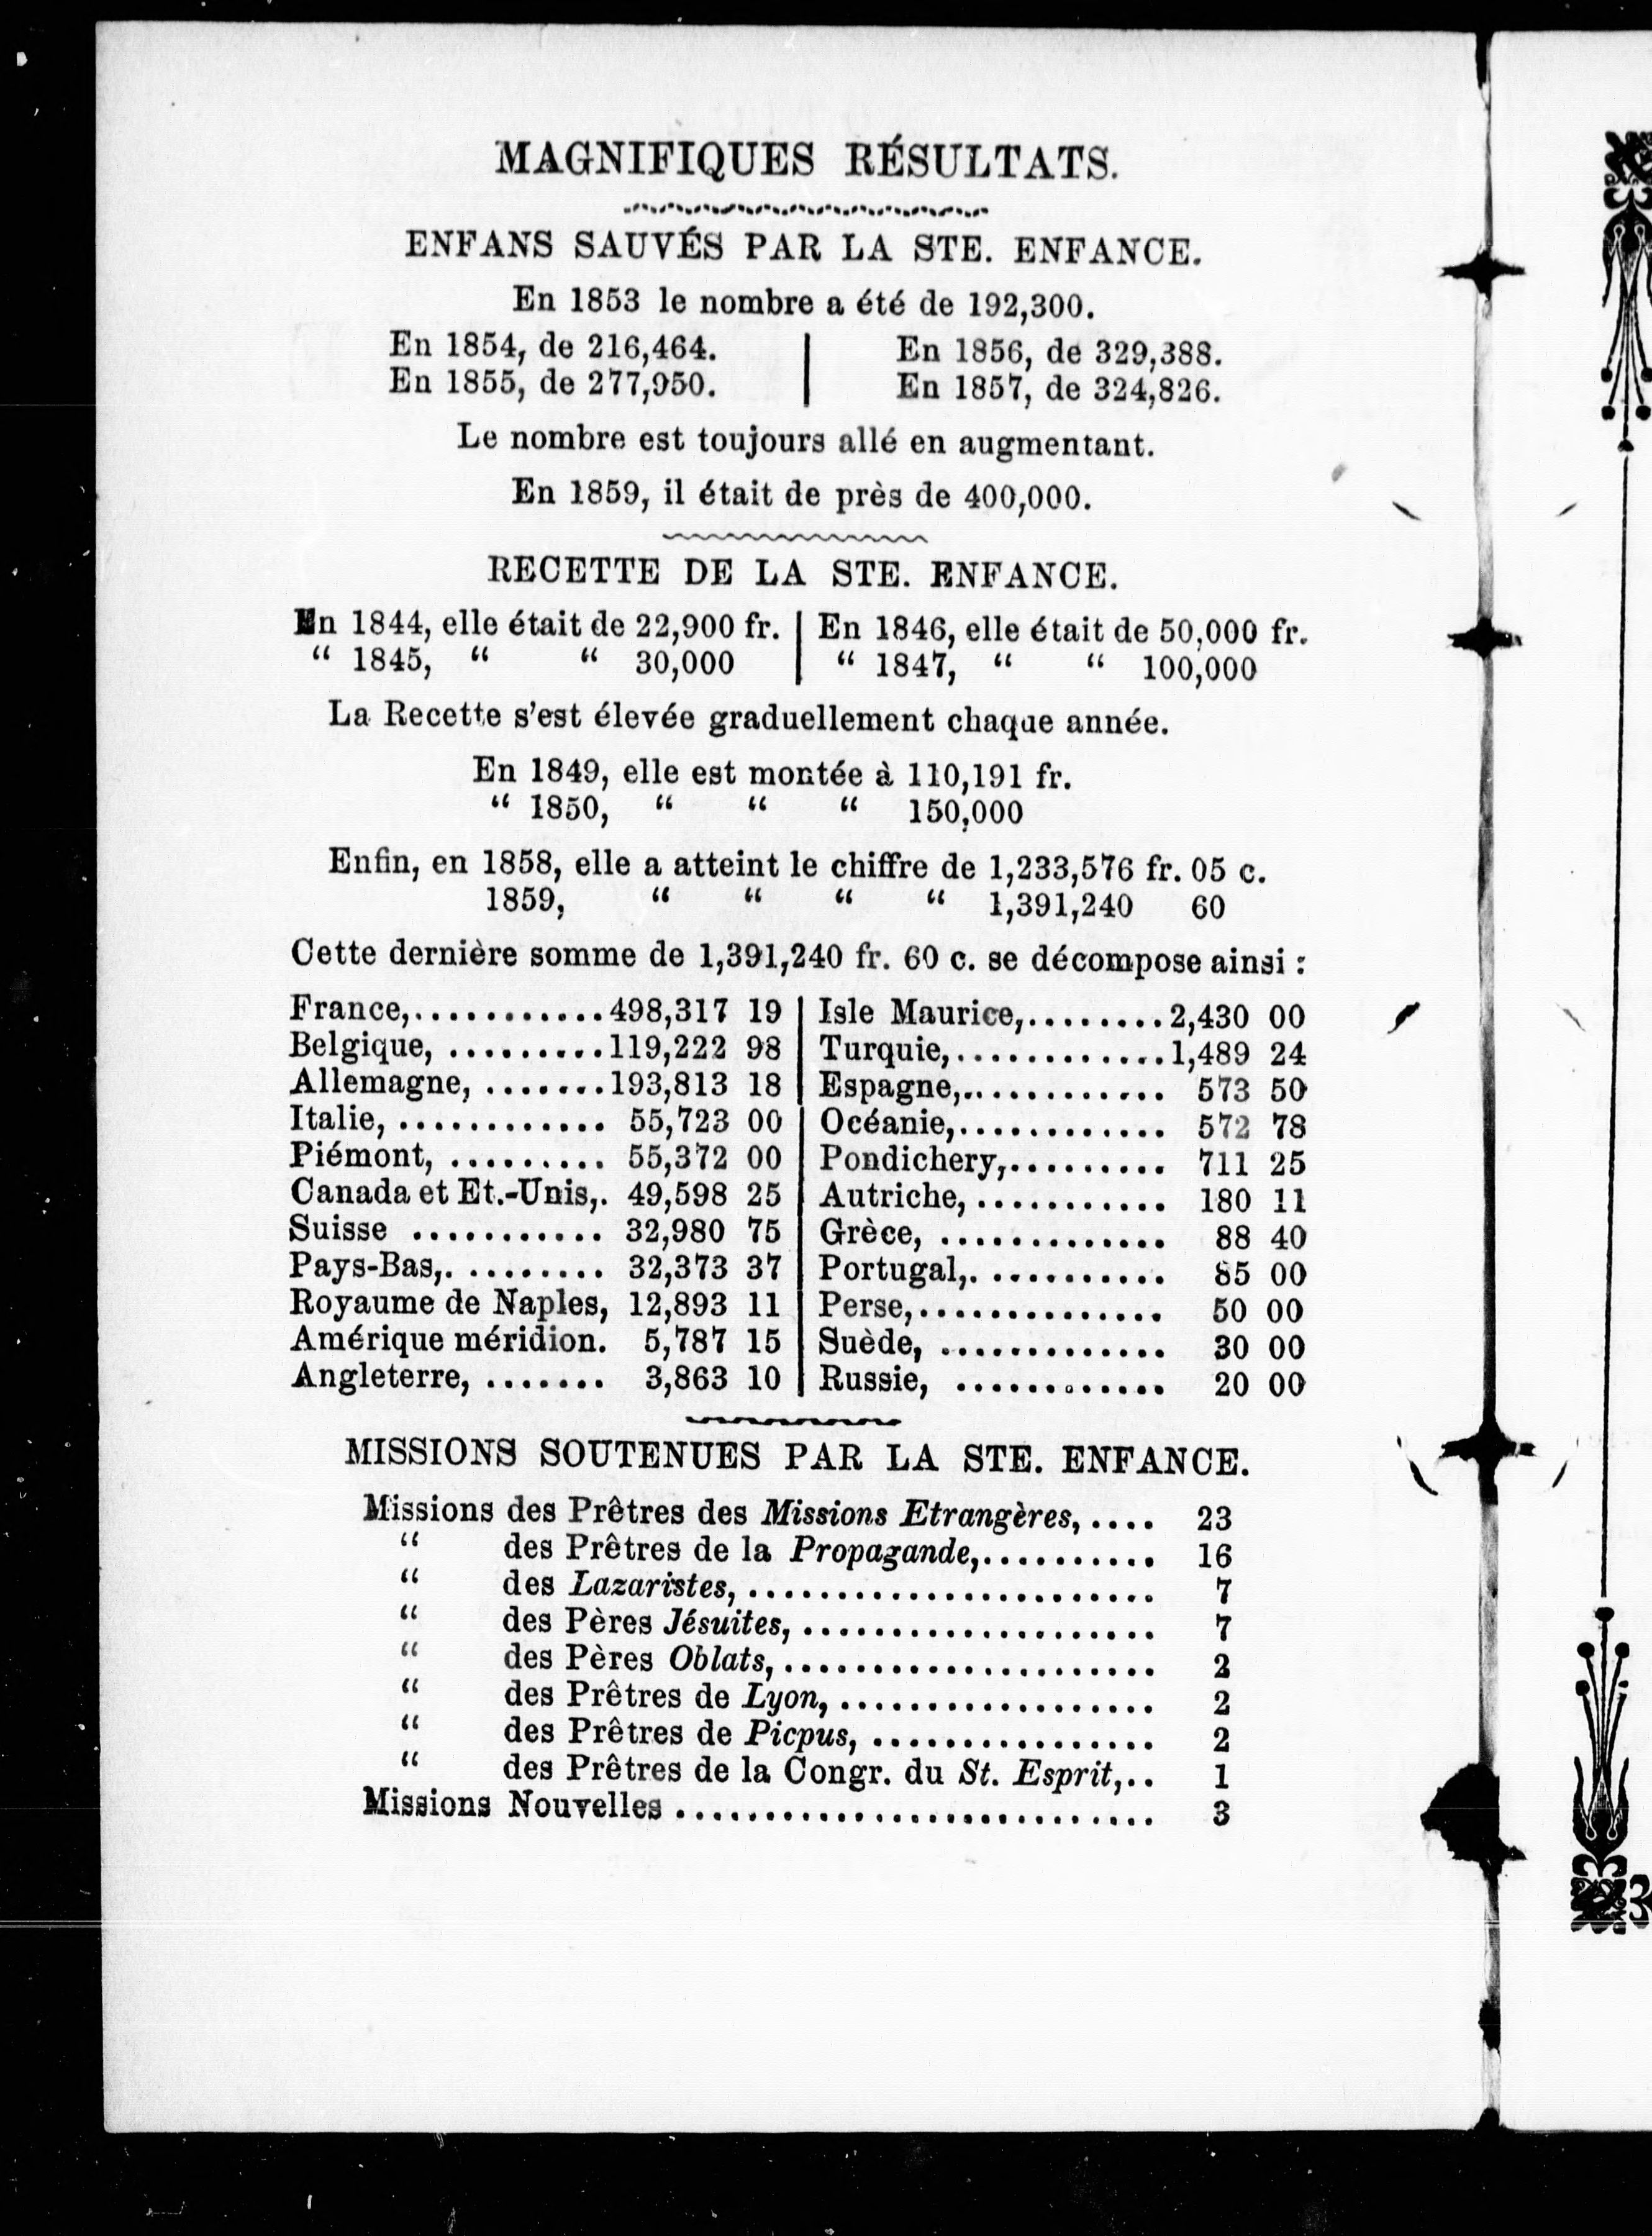 MAGNIFIQUES RÉSULTATS.
ENFANS SAUVÉS PAR LA STE. ENFANCE.
En 1853 le nombre a été de 192,300.
En 1854, de 216,464. | En 1856, de 329,388.
En 1855, de 277,950. | En 1857, de 324,826.
Le nombre est toujours allé en augmentant.
En 1859, il était de près de 400,000.
RECETTE DE LA STE. ENFANCE.
En 1844, elle était de 22,900 fr. | En 1846, elle était de 50,000 fr.
“ 1845, “ “ 30,000 | “ 1847, “ “ 100,000
La Recette s'est élevée graduellement chaque année.
En 1849, elle est montée à 110,191 fr.
“ 1850, “ “ “ 150,000
Enfin, en 1858, elle a atteint le chiffre de 1,233,576 fr. 05 c.
1859, “ “ “ “ 1,391,240 60
Cette dernière somme de 1,391,240 fr. 60 c. se décompose ainsi :
France,...........498,317 19 | Isle Maurice,........2,430 00
Belgique, .........119,222 98 | Turquie,............1,489 24
Allemagne, .......193,813 18 | Espagne,............ 573 50
Italie, ............ 55,723 00 | Océanie,............ 572 78
Piémont, ......... 55,372 00 | Pondichery,......... 711 25
Canada et Et.-Unis,. 49,598 25 | Autriche, ........... 180 11
Suisse ........... 32,980 75 | Grèce, ............. 88 40
Pays-Bas,. ........ 32,373 37 | Portugal,. .......... 85 00
Royaume de Naples, 12,893 11 | Perse,.............. 50 00
Amérique méridion. 5,787 15 | Suède, ............. 30 00
Angleterre, ....... 3,863 10 | Russie, ............ 20 00
MISSIONS SOUTENUES PAR LA STE. ENFANCE.
Missions des Prêtres des Missions Etrangères, .... 23
“ des Prêtres de la Propagande,.......... 16
“ des Lazaristes, ....................... 7
“ des Pères Jésuites, .................... 7
“ des Pères Oblats, ..................... 2
“ des Prêtres de Lyon, .................. 2
“ des Prêtres de Picpus, ................ 2
“ des Prêtres de la Congr. du St. Esprit,.. 1
Missions Nouvelles ........................... 3